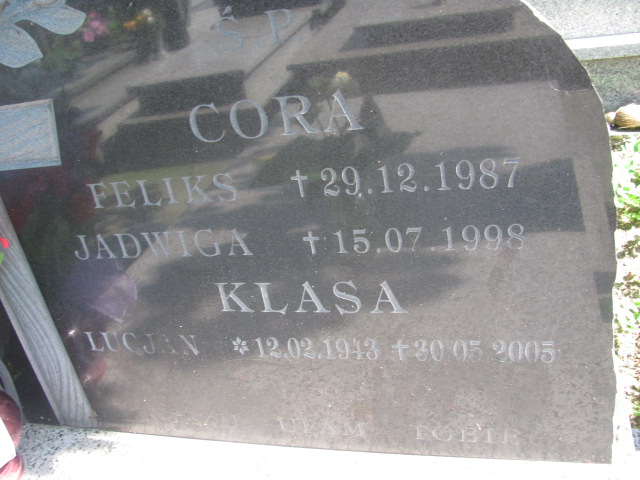 Ś P
CORA
FELIKS † 29.12.1987
JADWIGA † 15.07.1998
KLASA
LUCJAN * 12.02.1943 † 30 05 2005
UFAM TOBIE